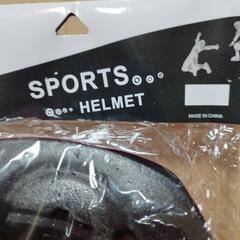 SPORTS...
.... HELMET
MADE IN CHINA